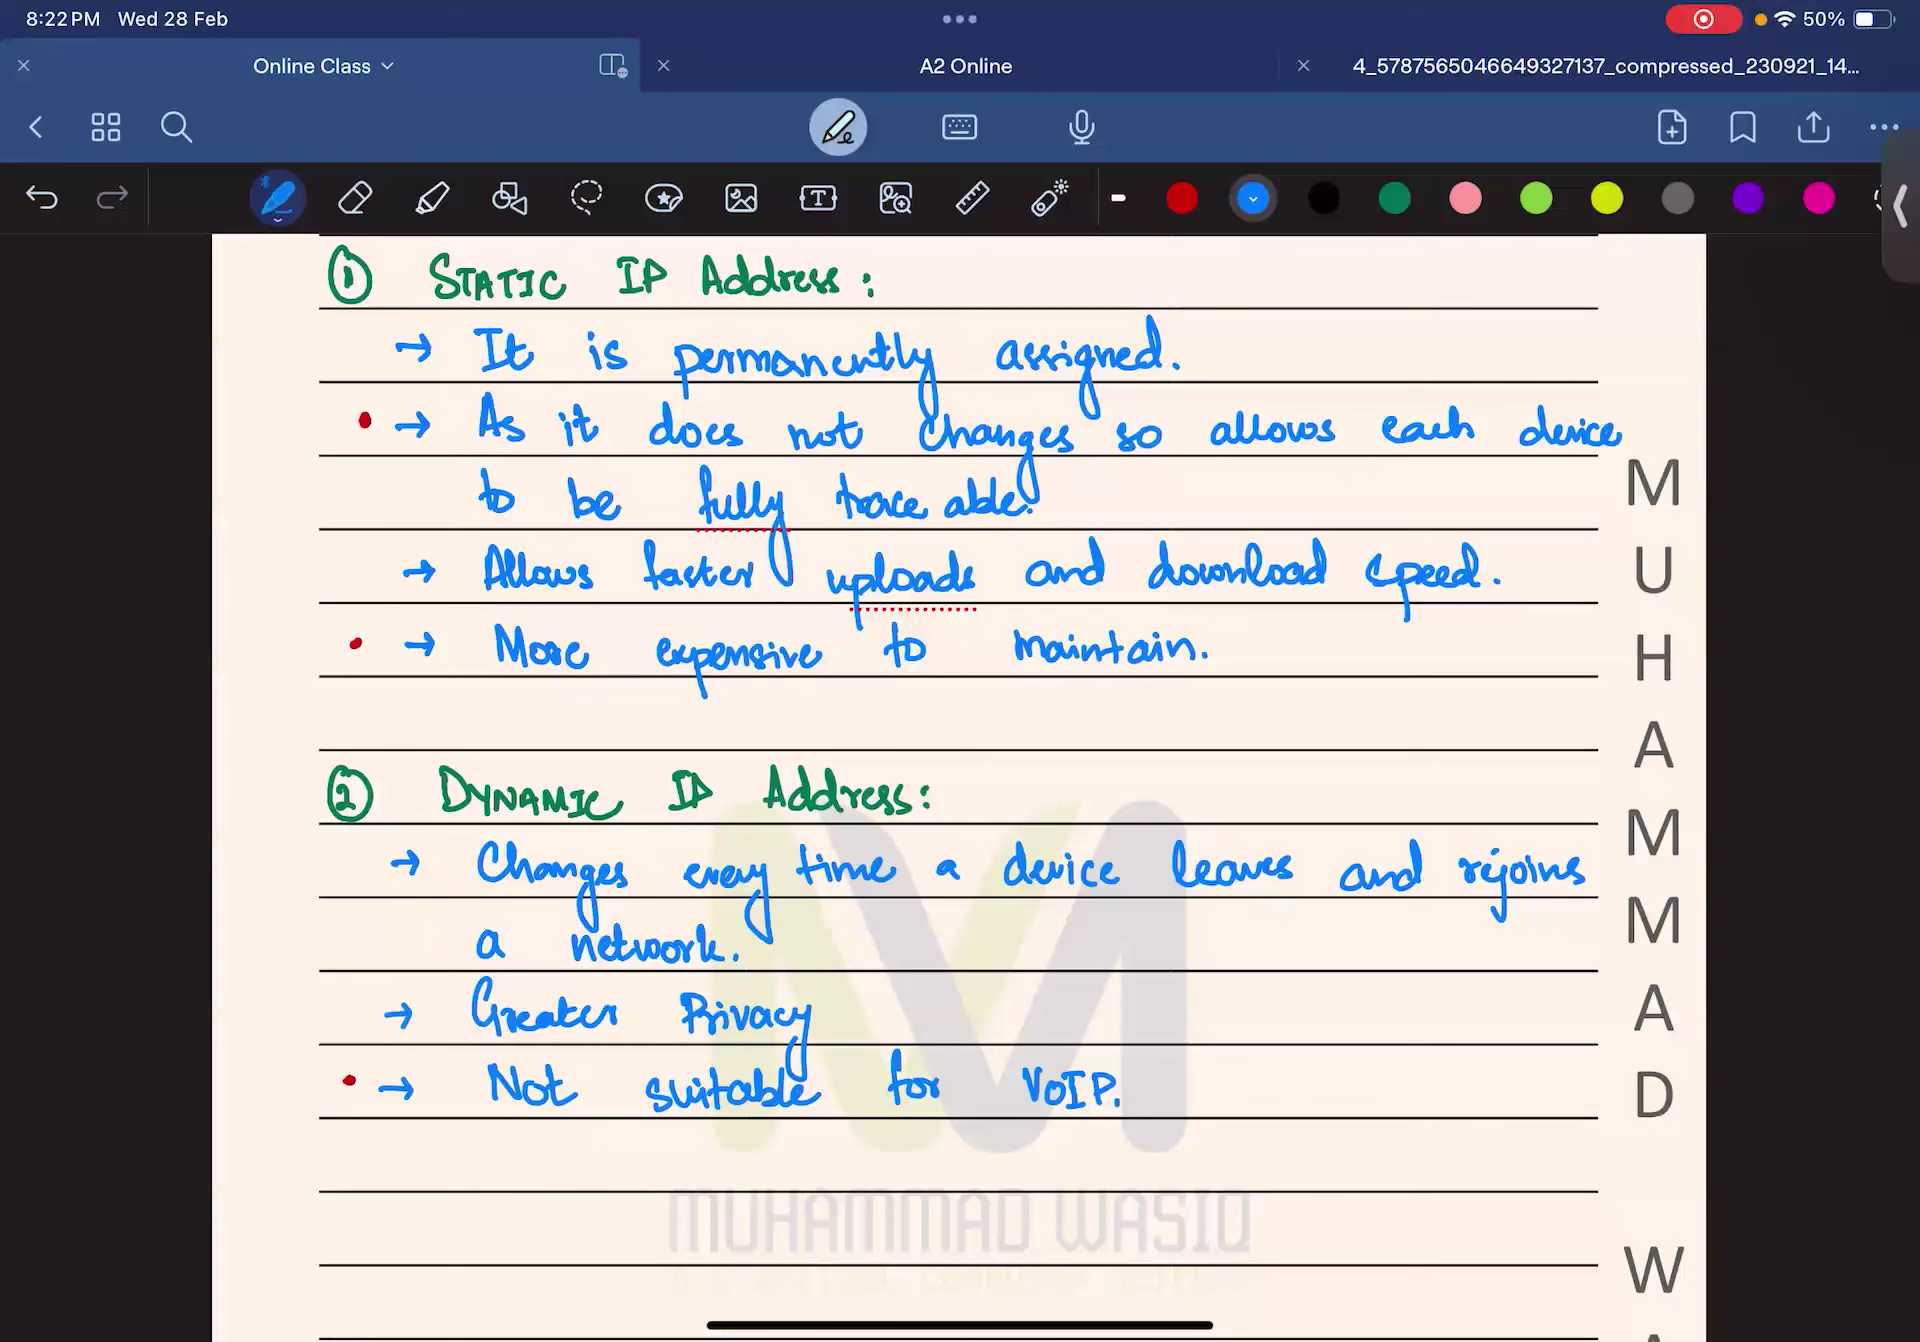 8:22 PM Wed 28 Feb
50%
Online Class
A2 Online
4_5787565046649327137_compressed_230921_14...
① STATIC IP Address :
→ It is permanently assigned.
→ As it does not changes so allows each device
to be fully trace able.
→ Allows faster uploads and download speed.
→ More expensive to maintain.
② DYNAMIC IP Address :
→ Changes every time a device leaves and rejoins
a network.
→ Greater Privacy
→ Not suitable for VoIP.
MUHAMMAD WASIQ
M
U
H
A
M
M
A
D
W